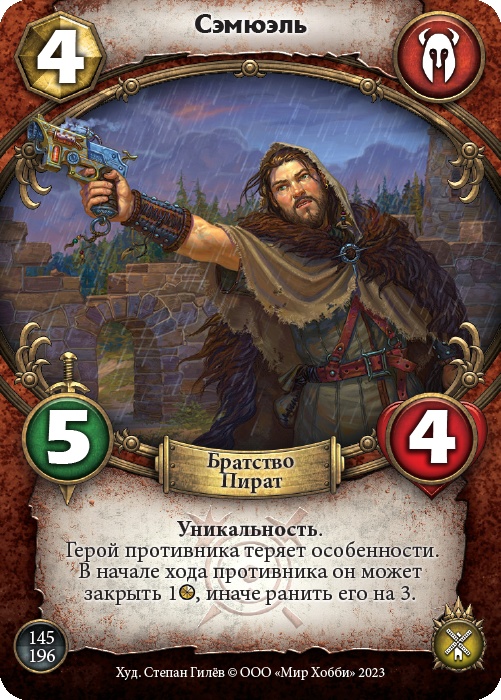 Сэмюэль
4
5
4
Братство
Пират
Уникальность.
Герой противника теряет особенности.
В начале хода противника он может
закрыть 1, иначе ранить его на 3.
145
196
Худ. Степан Гилёв © ООО «Мир Хобби» 2023